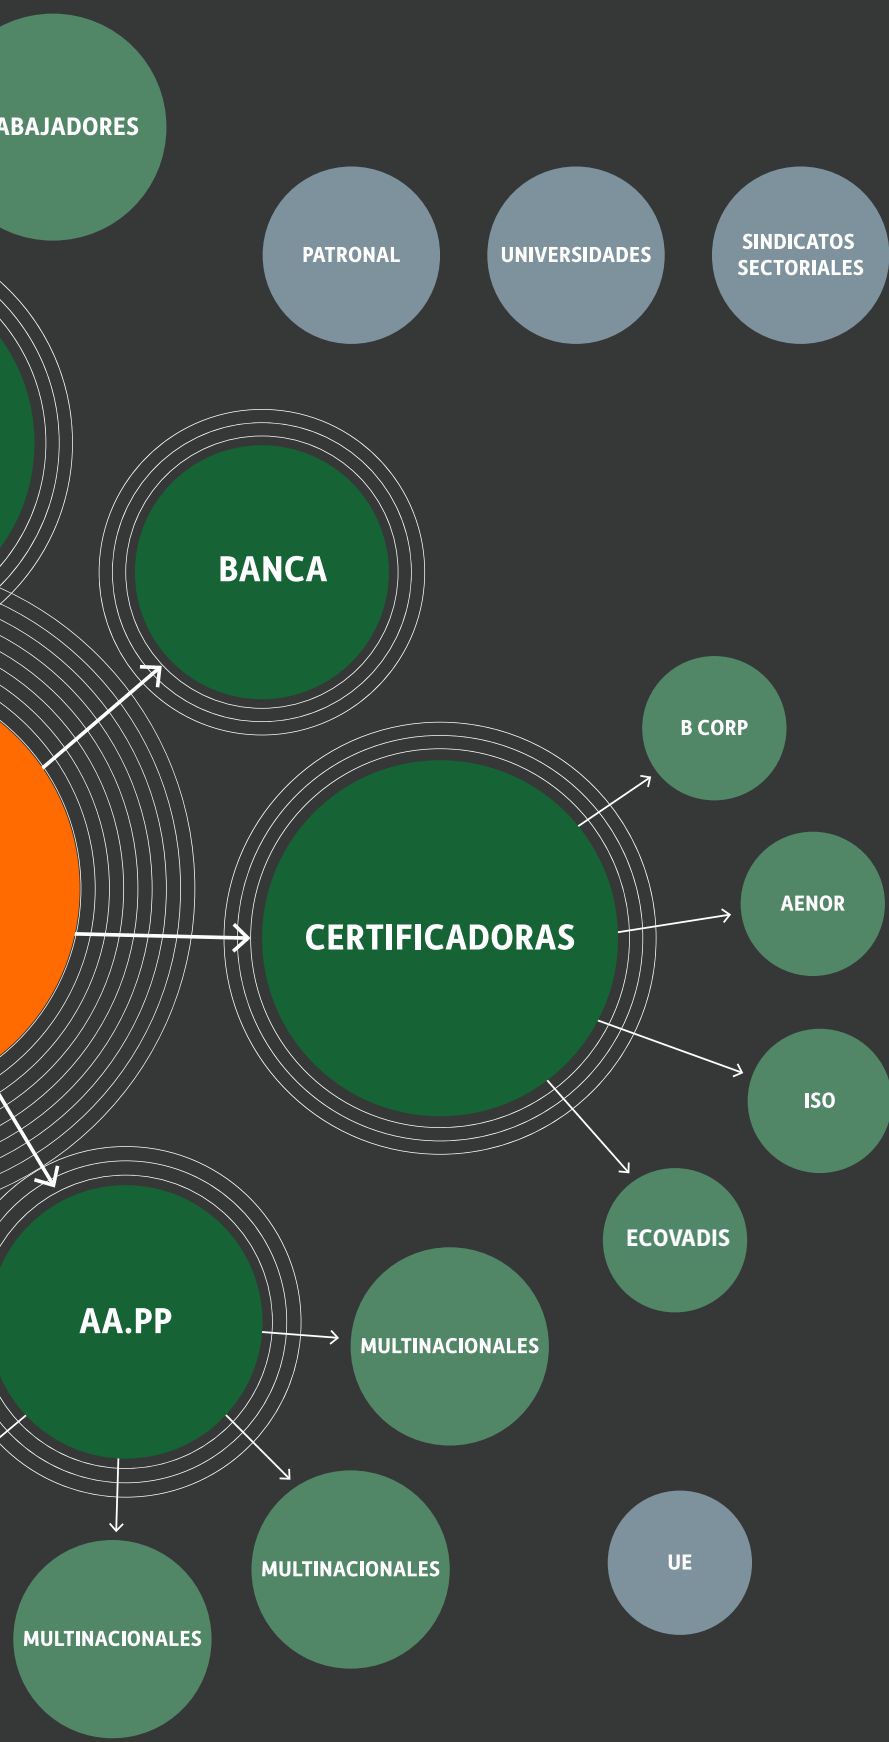 ABAJADORES
PATRONAL
UNIVERSIDADES
SINDICATOS
SECTORIALES
BANCA
B CORP
AENOR
CERTIFICADORAS
ISO
ECOVADIS
AA.PP
MULTINACIONALES
UE
MULTINACIONALES
MULTINACIONALES